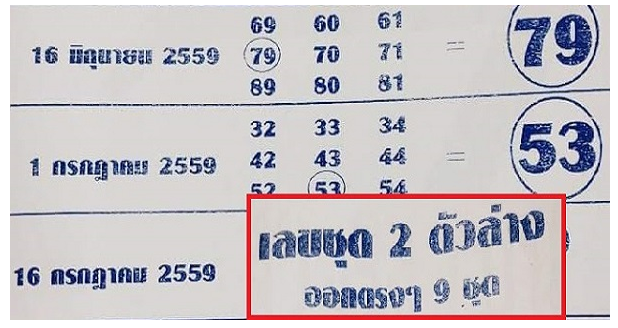 69 60 61
16 มิถุนายน 2559 79 70 71 = 79
89 80 81
32 33 34
1 กรกฎาคม 2559 42 43 44 = 53
52 53 54
เลขชุด 2 ตัวล่าง
16 กรกฎาคม 2559
ออกตรงๆ 9 ชุด